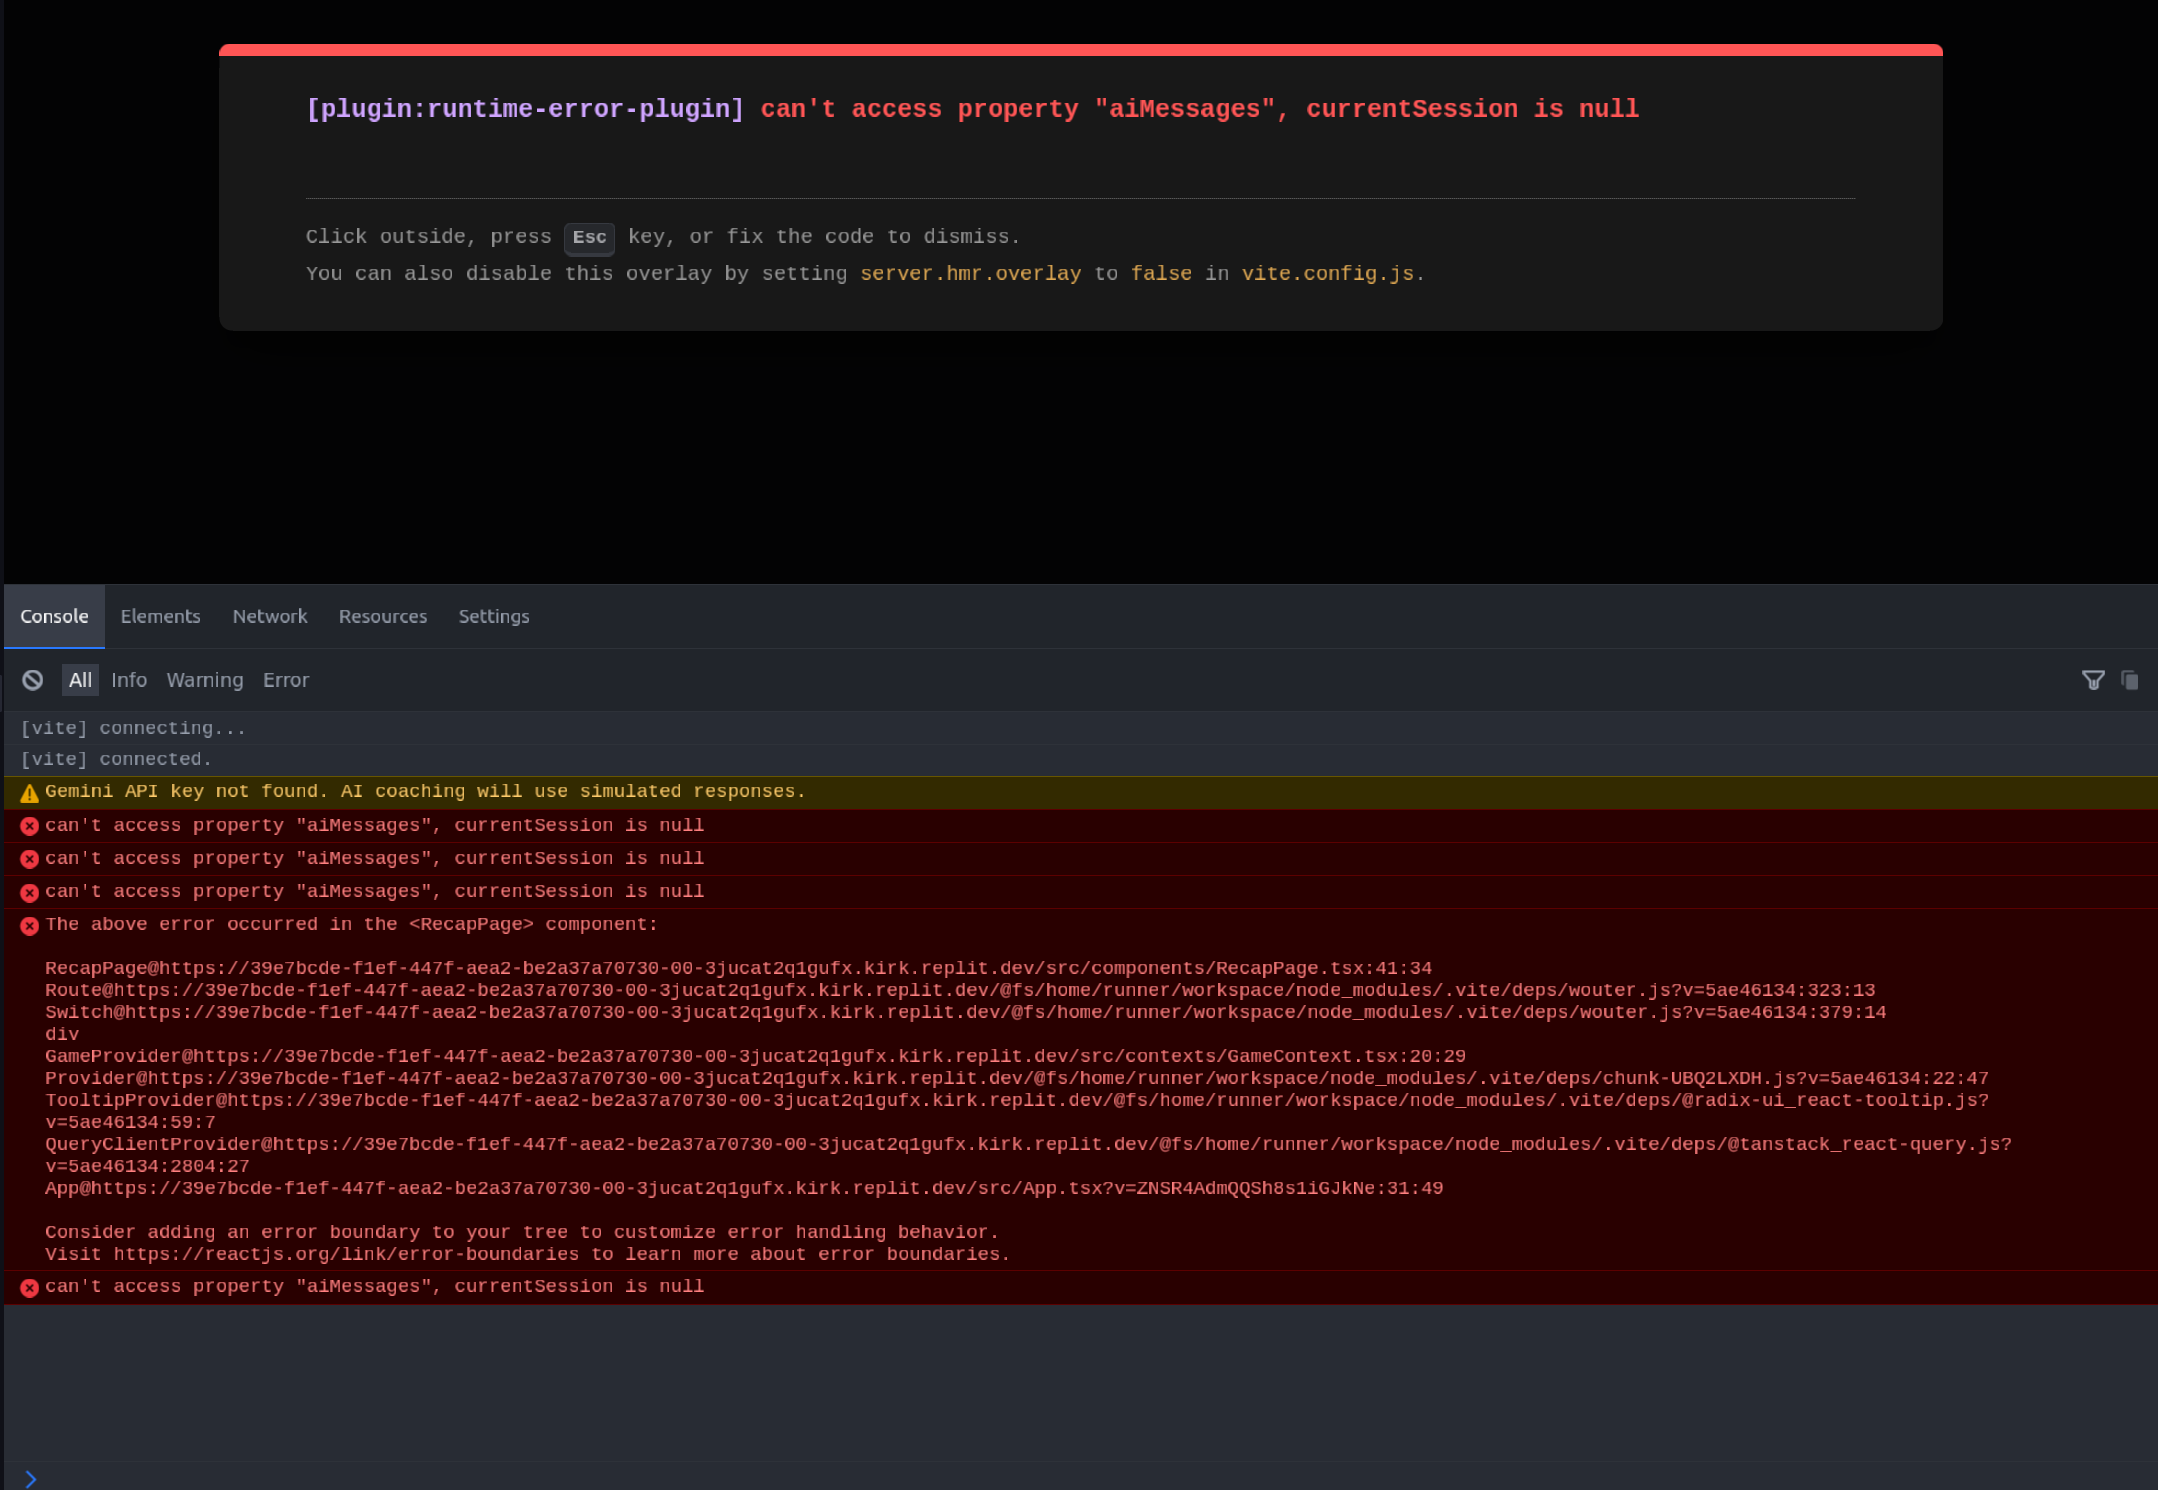 [plugin:runtime-error-plugin] can't access property "aiMessages", currentSession is null
Click outside, press Esc key, or fix the code to dismiss.
You can also disable this overlay by setting server.hmr.overlay to false in vite.config.js.
Console Elements Network Resources Settings
All Info Warning Error
[vite] connecting...
[vite] connected.
Gemini API key not found. AI coaching will use simulated responses.
can't access property "aiMessages", currentSession is null
can't access property "aiMessages", currentSession is null
can't access property "aiMessages", currentSession is null
The above error occurred in the <RecapPage> component:
RecapPage@https://39e7bcde-f1ef-447f-aea2-be2a37a70730-00-3jucat2q1gufx.kirk.replit.dev/src/components/RecapPage.tsx:41:34
Route@https://39e7bcde-f1ef-447f-aea2-be2a37a70730-00-3jucat2q1gufx.kirk.replit.dev/@fs/home/runner/workspace/node_modules/.vite/deps/wouter.js?v=5ae46134:323:13
Switch@https://39e7bcde-f1ef-447f-aea2-be2a37a70730-00-3jucat2q1gufx.kirk.replit.dev/@fs/home/runner/workspace/node_modules/.vite/deps/wouter.js?v=5ae46134:379:14
div
GameProvider@https://39e7bcde-f1ef-447f-aea2-be2a37a70730-00-3jucat2q1gufx.kirk.replit.dev/src/contexts/GameContext.tsx:20:29
Provider@https://39e7bcde-f1ef-447f-aea2-be2a37a70730-00-3jucat2q1gufx.kirk.replit.dev/@fs/home/runner/workspace/node_modules/.vite/deps/chunk-UBQ2LXDH.js?v=5ae46134:22:47
TooltipProvider@https://39e7bcde-f1ef-447f-aea2-be2a37a70730-00-3jucat2q1gufx.kirk.replit.dev/@fs/home/runner/workspace/node_modules/.vite/deps/@radix-ui_react-tooltip.js?
v=5ae46134:59:7
QueryClientProvider@https://39e7bcde-f1ef-447f-aea2-be2a37a70730-00-3jucat2q1gufx.kirk.replit.dev/@fs/home/runner/workspace/node_modules/.vite/deps/@tanstack_react-query.js?
v=5ae46134:2804:27
App@https://39e7bcde-f1ef-447f-aea2-be2a37a70730-00-3jucat2q1gufx.kirk.replit.dev/src/App.tsx?v=ZNSR4AdmQQSh8s1iGJkNe:31:49
Consider adding an error boundary to your tree to customize error handling behavior.
Visit https://reactjs.org/link/error-boundaries to learn more about error boundaries.
can't access property "aiMessages", currentSession is null